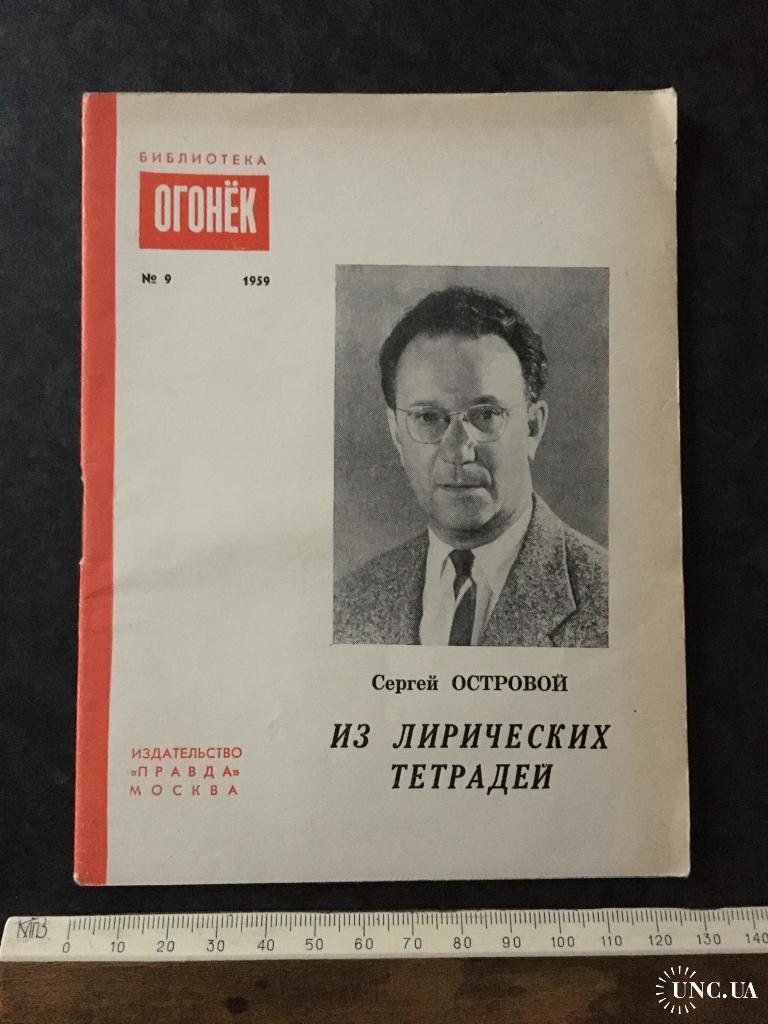 БИБЛИОТЕКА
ОГОНЁК
№ 9 1959
Сергей ОСТРОВОЙ
ИЗ ЛИРИЧЕСКИХ
ТЕТРАДЕЙ
ИЗДАТЕЛЬСТВО
«ПРАВДА»
МОСКВА
0 10 20 30 40 50 60 70 80 90 100 110 120 130 140
UNC.UA